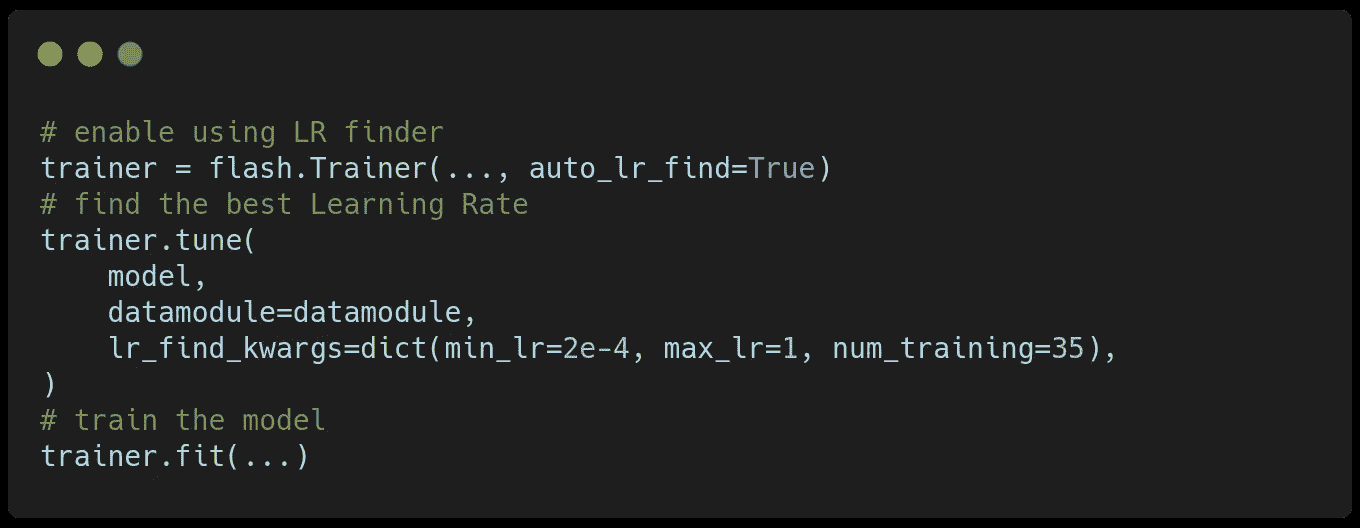 # enable using LR finder
trainer = flash.Trainer(..., auto_lr_find=True)
# find the best Learning Rate
trainer.tune(
    model,
    datamodule=datamodule,
    lr_find_kwargs=dict(min_lr=2e-4, max_lr=1, num_training=35),
)
# train the model
trainer.fit(...)